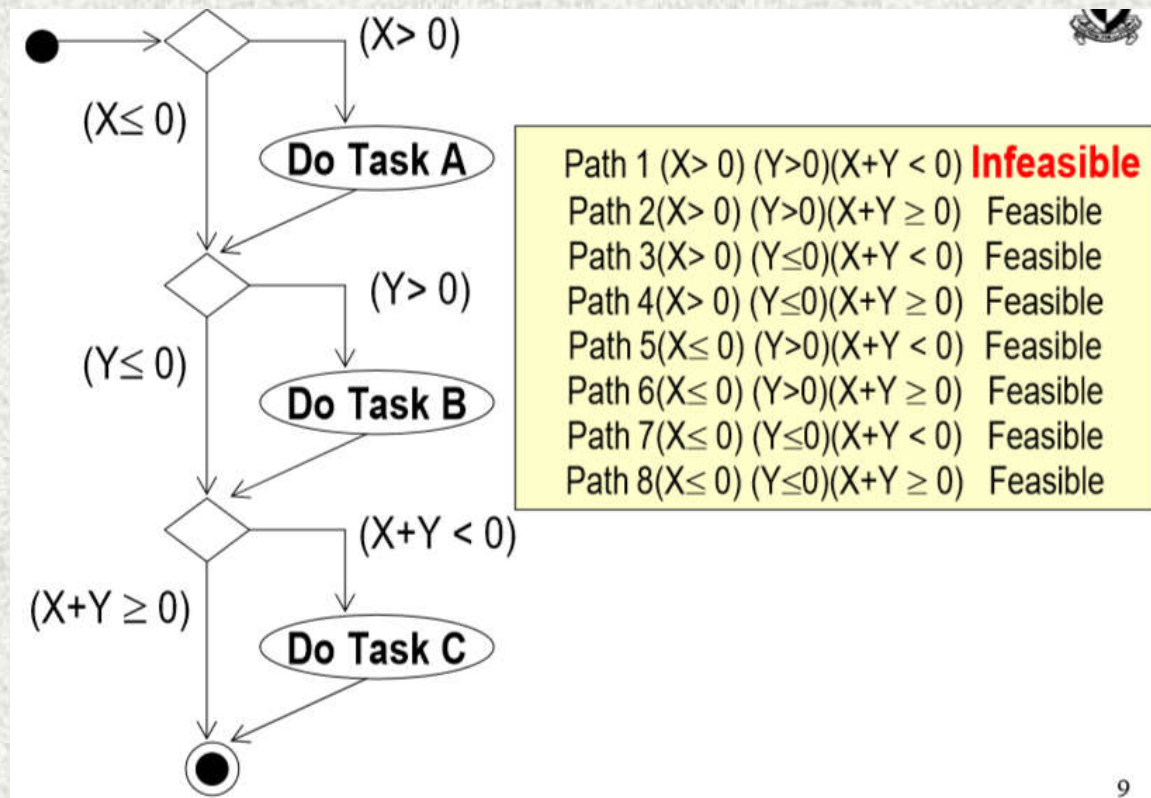 (X> 0)
(X≤ 0)
Do Task A
(Y> 0)
(Y≤ 0)
Do Task B
(X+Y < 0)
(X+Y ≥ 0)
Do Task C
Path 1 (X> 0) (Y>0)(X+Y < 0) Infeasible
Path 2(X> 0) (Y>0)(X+Y ≥ 0) Feasible
Path 3(X> 0) (Y≤0)(X+Y < 0) Feasible
Path 4(X> 0) (Y≤0)(X+Y ≥ 0) Feasible
Path 5(X≤ 0) (Y>0)(X+Y < 0) Feasible
Path 6(X≤ 0) (Y>0)(X+Y ≥ 0) Feasible
Path 7(X≤ 0) (Y≤0)(X+Y < 0) Feasible
Path 8(X≤ 0) (Y≤0)(X+Y ≥ 0) Feasible
9